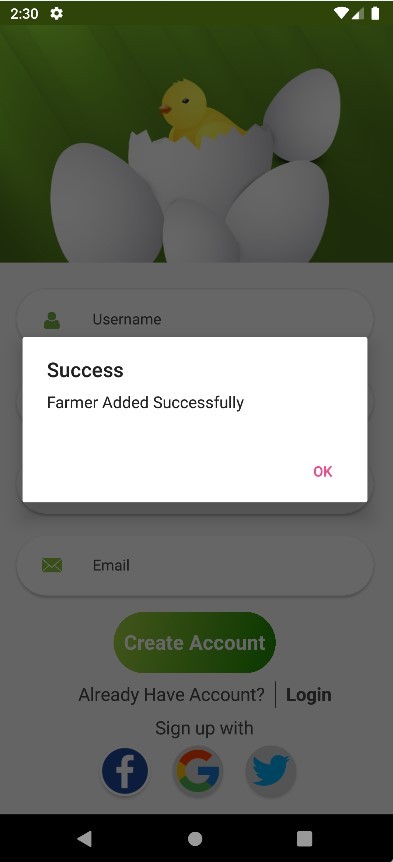 2:30
Username
Success
Farmer Added Successfully
OK
Email
Create Account
Already Have Account? Login
Sign up with